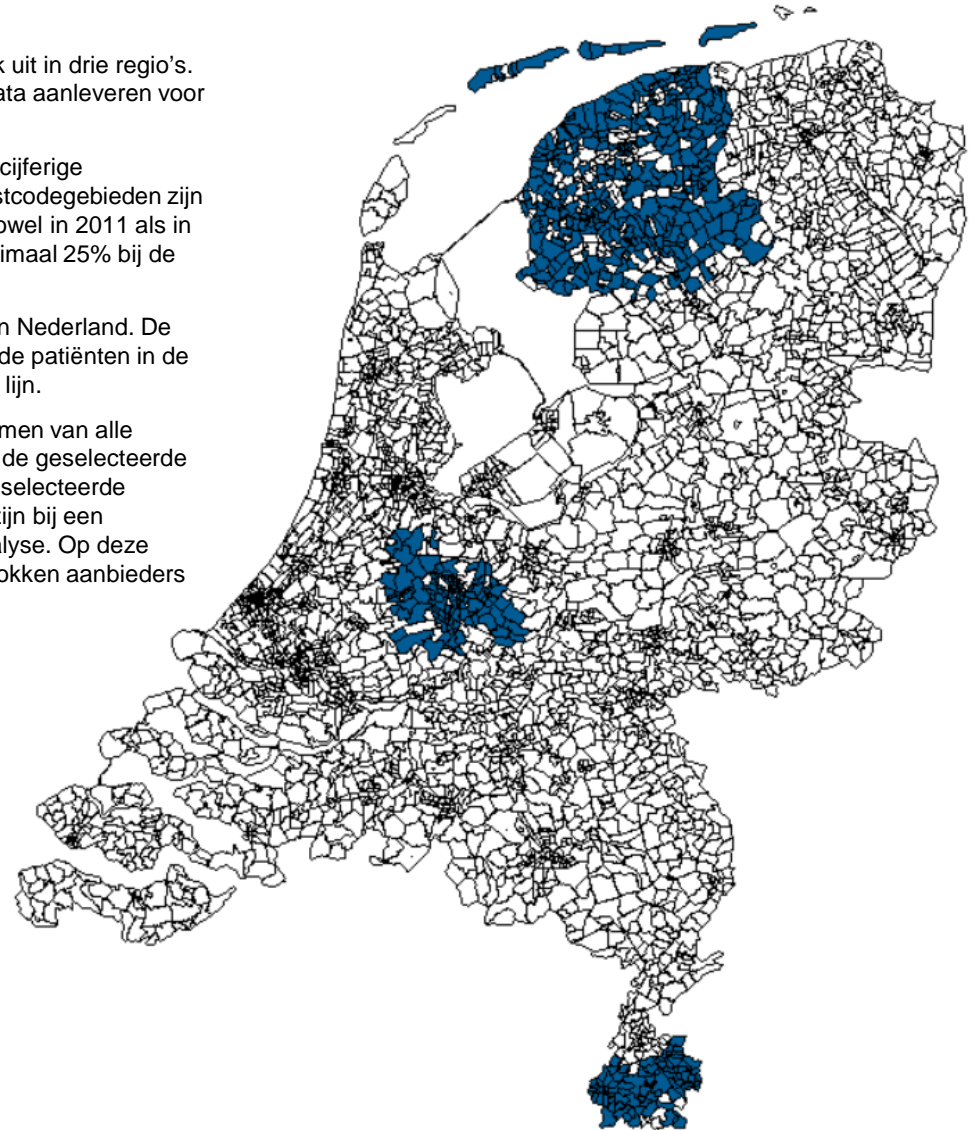 uit in drie regio's.
ata aanleveren voor
cijferige
stcodegebieden zijn
owel in 2011 als in
imaal 25% bij de
n Nederland. De
de patiënten in de
lijn.
men van alle
de geselecteerde
selecteerde
zijn bij een
alyse. Op deze
okken aanbieders